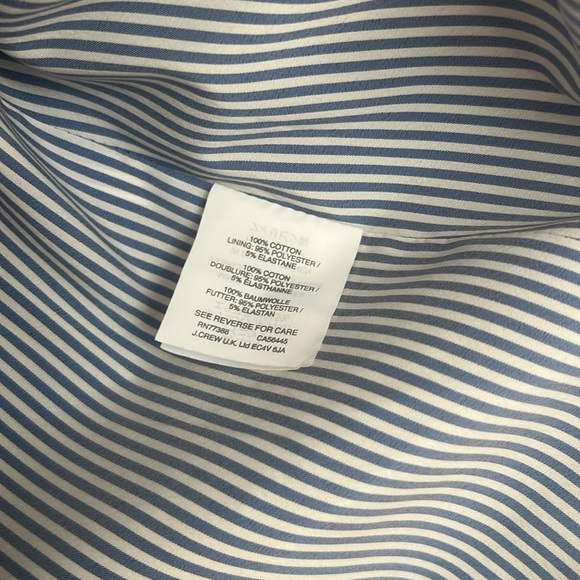 100% COTTON
LINING: 95% POLYESTER /
5% ELASTANE
100% COTON
DOUBLURE: 95% POLYESTER /
5% ELASTHANNE
100% BAUMWOLLE
FUTTER: 95% POLYESTER /
5% ELASTAN
SEE REVERSE FOR CARE
RN77388 CA56445
J.CREW U.K. Ltd EC4V 6JA